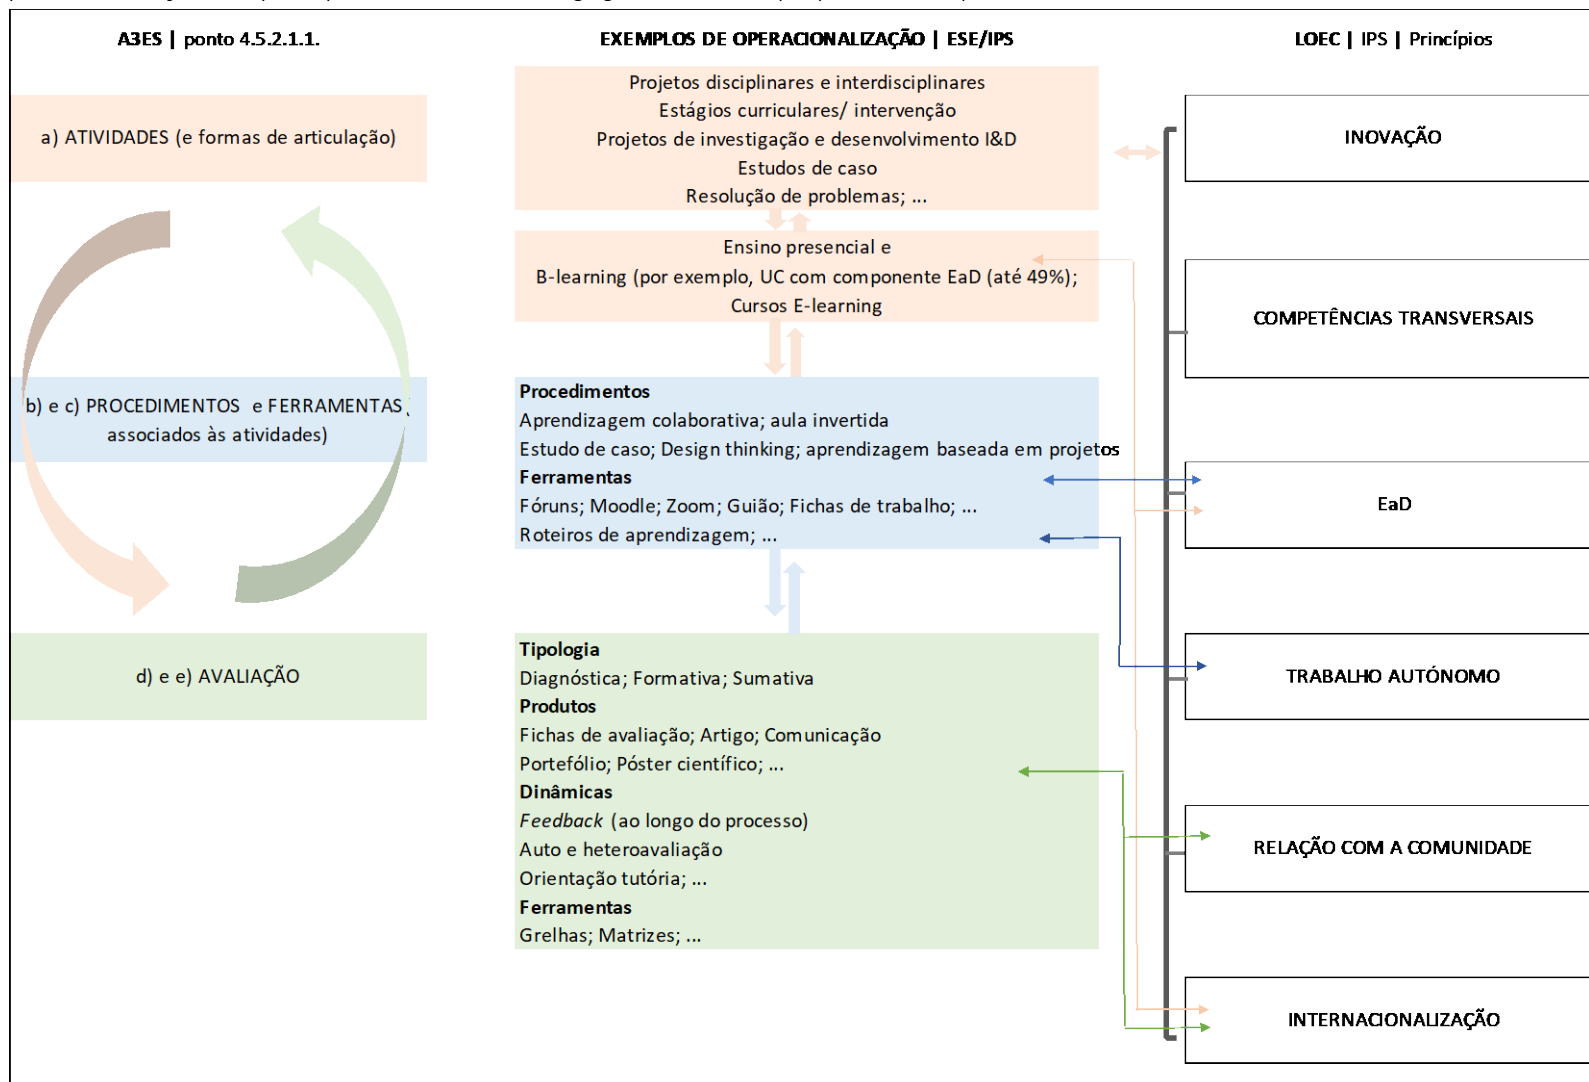 A3ES | ponto 4.5.2.1.1.
a) ATIVIDADES (e formas de articulação)
b) e c) PROCEDIMENTOS e FERRAMENTAS (
associados às atividades)
d) e e) AVALIAÇÃO
EXEMPLOS DE OPERACIONALIZAÇÃO | ESE/IPS
Projetos disciplinares e interdisciplinares
Estágios curriculares/ intervenção
Projetos de investigação e desenvolvimento I&D
Estudos de caso
Resolução de problemas; ...
Ensino presencial e
B-learning (por exemplo, UC com componente EaD (até 49%);
Cursos E-learning
Procedimentos
Aprendizagem colaborativa; aula invertida
Estudo de caso; Design thinking; aprendizagem baseada em projetos
Ferramentas
Fóruns; Moodle; Zoom; Guião; Fichas de trabalho; ...
Roteiros de aprendizagem; ...
Tipologia
Diagnóstica; Formativa; Sumativa
Produtos
Fichas de avaliação; Artigo; Comunicação
Portefólio; Póster científico; ...
Dinâmicas
Feedback (ao longo do processo)
Auto e heteroavaliação
Orientação tutória; ...
Ferramentas
Grelhas; Matrizes; ...
LOEC | IPS | Princípios
INOVAÇÃO
COMPETÊNCIAS TRANSVERSAIS
EaD
TRABALHO AUTÓNOMO
RELAÇÃO COM A COMUNIDADE
INTERNACIONALIZAÇÃO